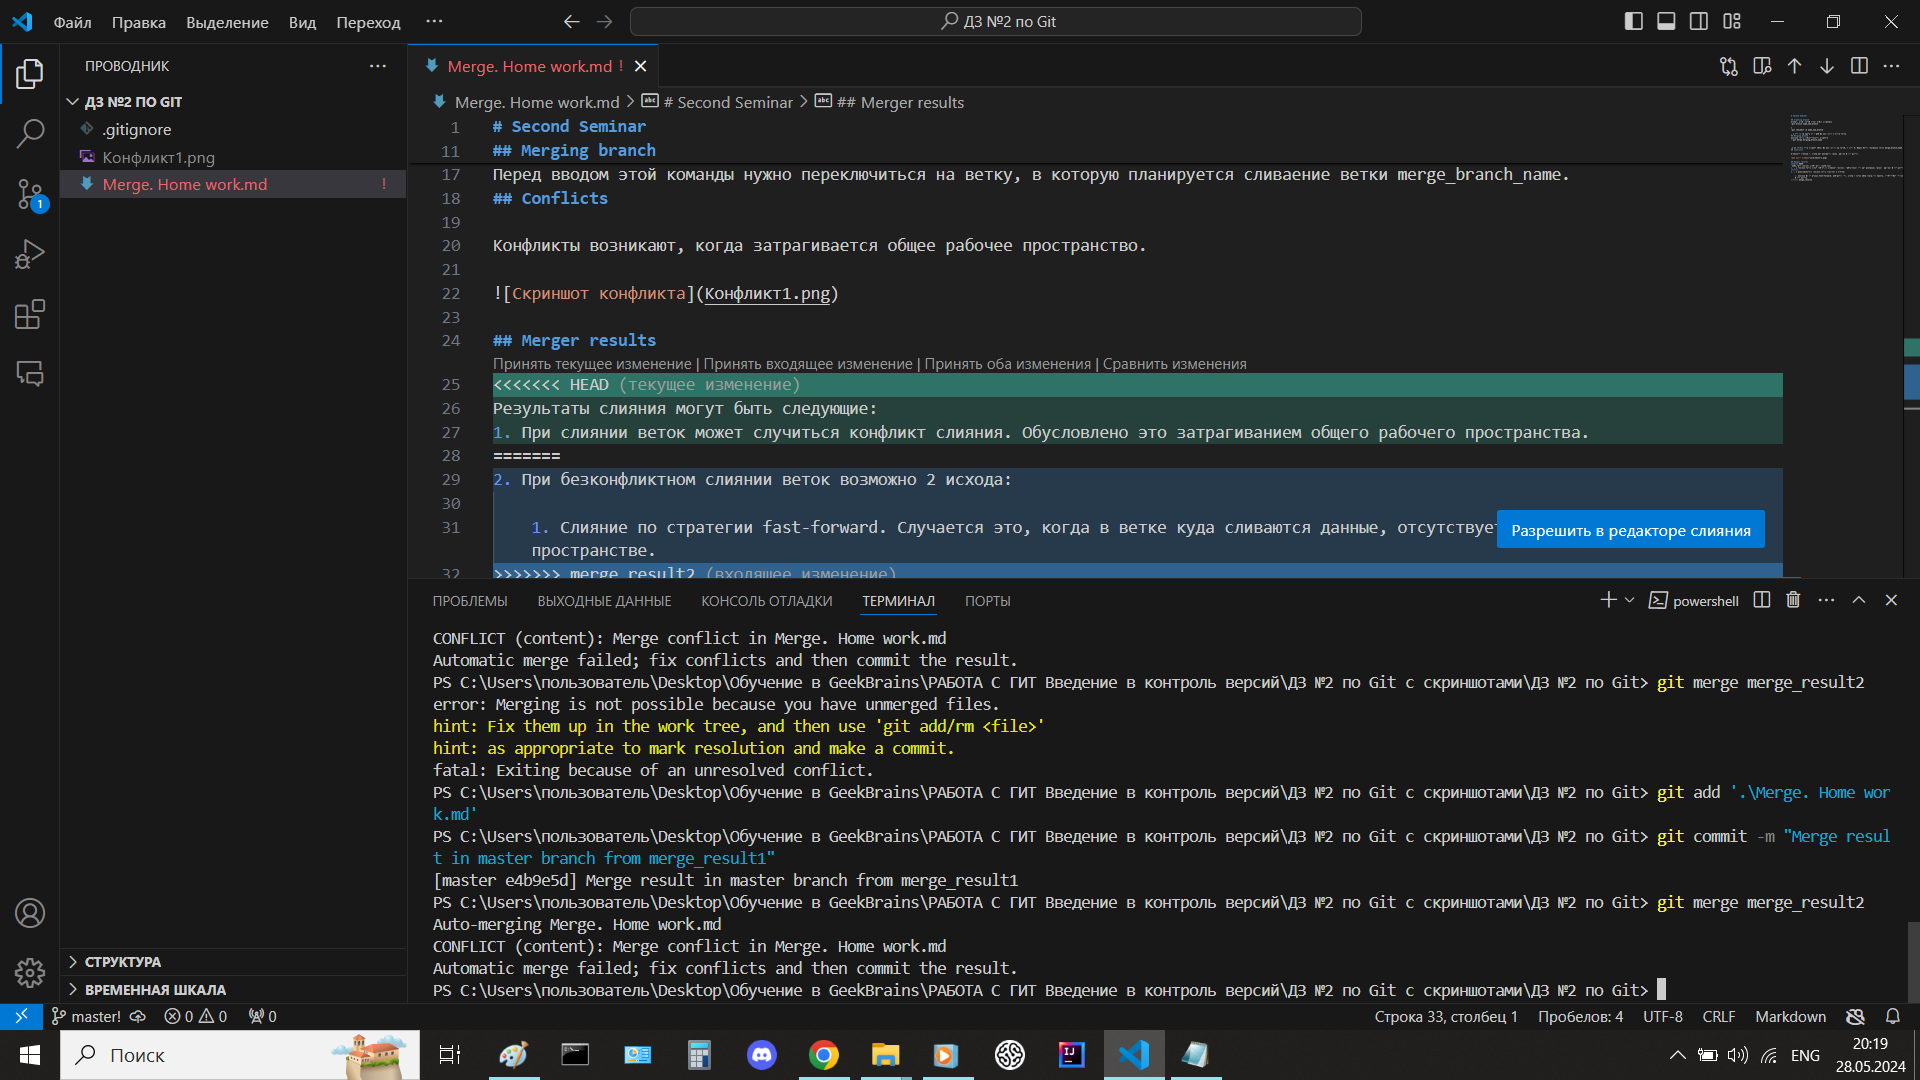 Файл Правка Выделение Вид Переход ··· ДЗ №2 по Git
ПРОВОДНИК
ДЗ №2 ПО GIT
.gitignore
Конфликт1.png
Merge. Home work.md !
СТРУКТУРА
ВРЕМЕННАЯ ШКАЛА
Merge. Home work.md !
Merge. Home work.md > # Second Seminar > ## Merger results
1 # Second Seminar
11 ## Merging branch
17 Перед вводом этой команды нужно переключиться на ветку, в которую планируется сливаение ветки merge_branch_name.
18 ## Conflicts
19
20 Конфликты возникают, когда затрагивается общее рабочее пространство.
21
22 ![Скриншот конфликта](Конфликт1.png)
23
24 ## Merger results
Принять текущее изменение | Принять входящее изменение | Принять оба изменения | Сравнить изменения
25 <<<<<<< HEAD (текущее изменение)
26 Результаты слияния могут быть следующие:
27 1. При слиянии веток может случиться конфликт слияния. Обусловлено это затрагиванием общего рабочего пространства.
28 =======
29 2. При безконфликтном слиянии веток возможно 2 исхода:
30
31 1. Слияние по стратегии fast-forward. Случается это, когда в ветке куда сливаются данные, отсутствует
пространстве.
Разрешить в редакторе слияния
32 >>>>>>> merge_result2 (входящее изменение)
ПРОБЛЕМЫ ВЫХОДНЫЕ ДАННЫЕ КОНСОЛЬ ОТЛАДКИ ТЕРМИНАЛ ПОРТЫ powershell
CONFLICT (content): Merge conflict in Merge. Home work.md
Automatic merge failed; fix conflicts and then commit the result.
PS C:\Users\пользователь\Desktop\Обучение в GeekBrains\РАБОТА С ГИТ Введение в контроль версий\ДЗ №2 по Git с скриншотами\ДЗ №2 по Git> git merge merge_result2
error: Merging is not possible because you have unmerged files.
hint: Fix them up in the work tree, and then use 'git add/rm <file>'
hint: as appropriate to mark resolution and make a commit.
fatal: Exiting because of an unresolved conflict.
PS C:\Users\пользователь\Desktop\Обучение в GeekBrains\РАБОТА С ГИТ Введение в контроль версий\ДЗ №2 по Git с скриншотами\ДЗ №2 по Git> git add '.\Merge. Home wor
k.md'
PS C:\Users\пользователь\Desktop\Обучение в GeekBrains\РАБОТА С ГИТ Введение в контроль версий\ДЗ №2 по Git с скриншотами\ДЗ №2 по Git> git commit -m "Merge resul
t in master branch from merge_result1"
[master e4b9e5d] Merge result in master branch from merge_result1
PS C:\Users\пользователь\Desktop\Обучение в GeekBrains\РАБОТА С ГИТ Введение в контроль версий\ДЗ №2 по Git с скриншотами\ДЗ №2 по Git> git merge merge_result2
Auto-merging Merge. Home work.md
CONFLICT (content): Merge conflict in Merge. Home work.md
Automatic merge failed; fix conflicts and then commit the result.
PS C:\Users\пользователь\Desktop\Обучение в GeekBrains\РАБОТА С ГИТ Введение в контроль версий\ДЗ №2 по Git с скриншотами\ДЗ №2 по Git>
master! 0 0 0 Строка 33, столбец 1 Пробелов: 4 UTF-8 CRLF Markdown
Поиск ENG 20:19
28.05.2024